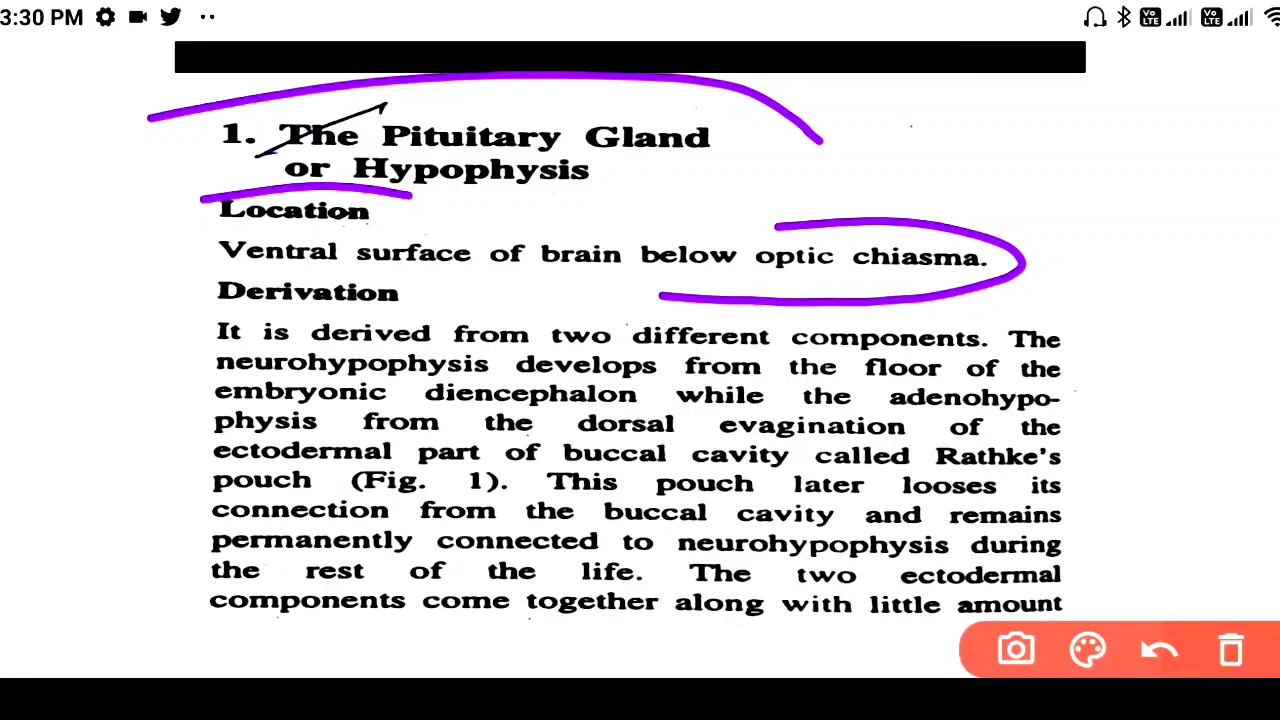 3:30 PM
Vo LTE Vo LTE
1. The Pituitary Gland
or Hypophysis
Location
Ventral surface of brain below optic chiasma.
Derivation
It is derived from two different components. The
neurohypophysis develops from the floor of the
embryonic diencephalon while the adenohypo-
physis from the dorsal evagination of the
ectodermal part of buccal cavity called Rathke's
pouch (Fig. 1). This pouch later looses its
connection from the buccal cavity and remains
permanently connected to neurohypophysis during
the rest of the life. The two ectodermal
components come together along with little amount